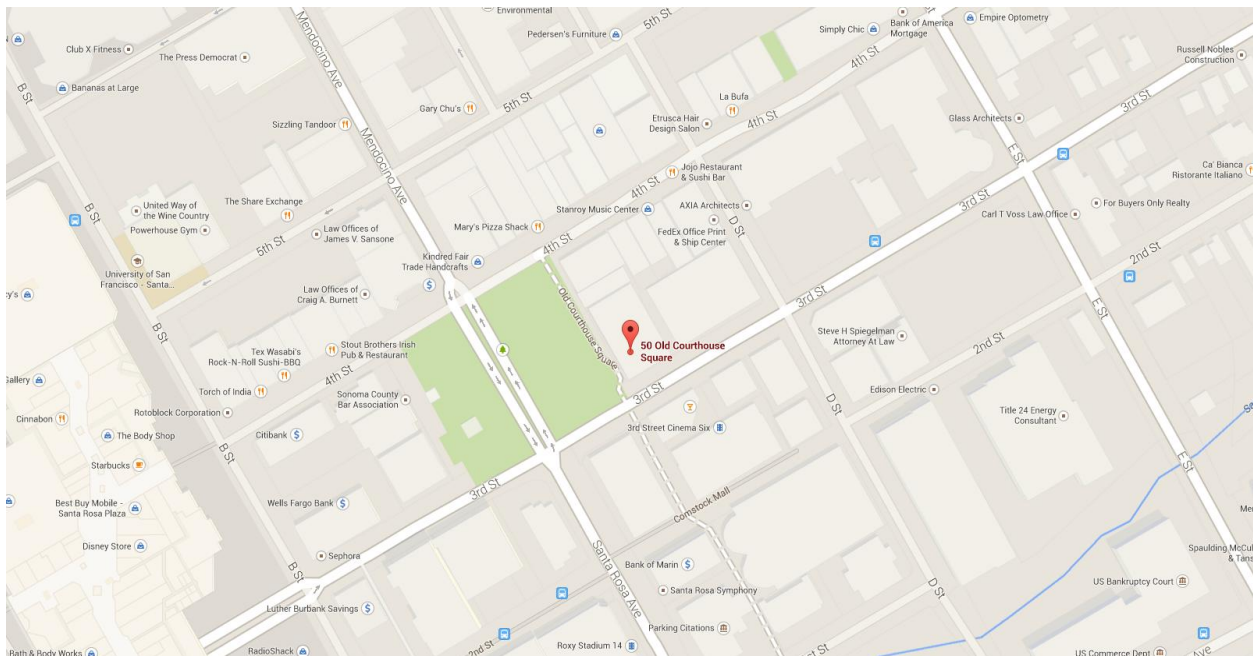 Environmental
Pedersen's Furniture
5th St
Simply Chic
Bank of America
Mortgage
Empire Optometry
Club X Fitness
The Press Democrat
Mendocino Ave
4th St
Russell Nobles
Construction
B St
Bananas at Large
Gary Chu's
5th St
La Bufa
3rd St
Sizzling Tandoor
Etrusca Hair
Design Salon
4th St
Glass Architects
Mendocino Ave
E St
Jojo Restaurant
& Sushi Bar
Ca' Bianca
Ristorante Italiano
4th St
United Way of
the Wine Country
Powerhouse Gym
The Share Exchange
Stanroy Music Center
AXIA Architects
3rd St
For Buyers Only Realty
B St
Law Offices of
James V. Sansone
Mary's Pizza Shack
D St
Carl T Voss Law Office
FedEx Office Print
& Ship Center
5th St
4th St
2nd St
Kindred Fair
Trade Handcrafts
University of San
Francisco - Santa...
cy's
Law Offices of
Craig A. Burnett
3rd St
E St
Old Courthouse Square
Steve H Spiegelman
Attorney At Law
Stout Brothers Irish
Pub & Restaurant
50 Old Courthouse
Square
2nd St
Tex Wasabi's
Rock-N-Roll Sushi-BBQ
Gallery
4th St
Torch of India
Sonoma County
Bar Association
3rd St
Edison Electric
Rotoblock Corporation
D St
Title 24 Energy
Consultant
Cinnabon
The Body Shop
Citibank
3rd Street Cinema Six
B St
Starbucks
E St
3rd St
Wells Fargo Bank
Comstock Mall
Best Buy Mobile -
Santa Rosa Plaza
Disney Store
Sephora
Santa Rosa Ave
Spaulding McCul
& Tans
B St
Bank of Marin
US Bankruptcy Court
Santa Rosa Symphony
D St
Luther Burbank Savings
Parking Citations
2nd St
Roxy Stadium 14
Bath & Body Works
RadioShack
US Commerce Dept
Ave